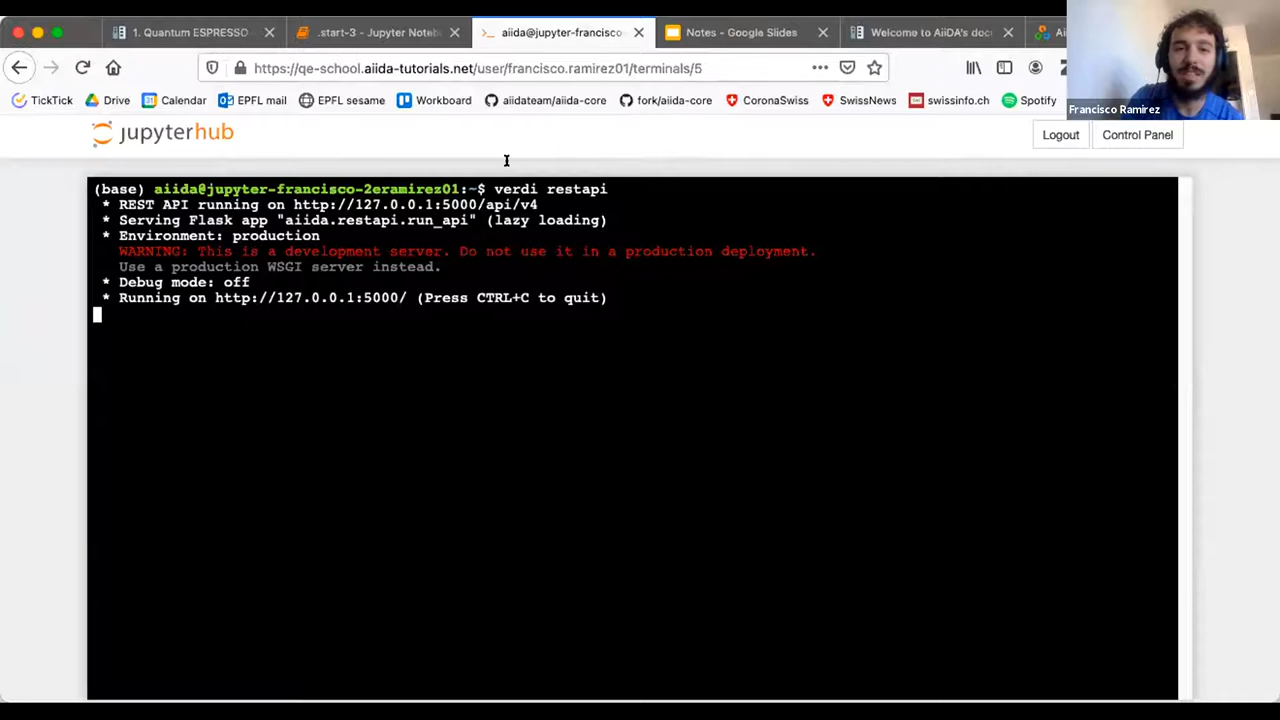 1. Quantum ESPRESSO
.start-3 - Jupyter Noteb
aiida@jupyter-francisco
Notes - Google Slides
Welcome to AiiDA's doc
Ai
https://qe-school.aiida-tutorials.net/user/francisco.ramirez01/terminals/5
TickTick
Drive
Calendar
EPFL mail
EPFL sesame
Workboard
aiidateam/aiida-core
fork/aiida-core
CoronaSwiss
SwissNews
swissinfo.ch
Spotify
Francisco Ramirez
jupyterhub
Logout
Control Panel
(base) aiida@jupyter-francisco-2eramirez01:~$ verdi restapi
* REST API running on http://127.0.0.1:5000/api/v4
* Serving Flask app "aiida.restapi.run_api" (lazy loading)
* Environment: production
WARNING: This is a development server. Do not use it in a production deployment.
Use a production WSGI server instead.
* Debug mode: off
* Running on http://127.0.0.1:5000/ (Press CTRL+C to quit)